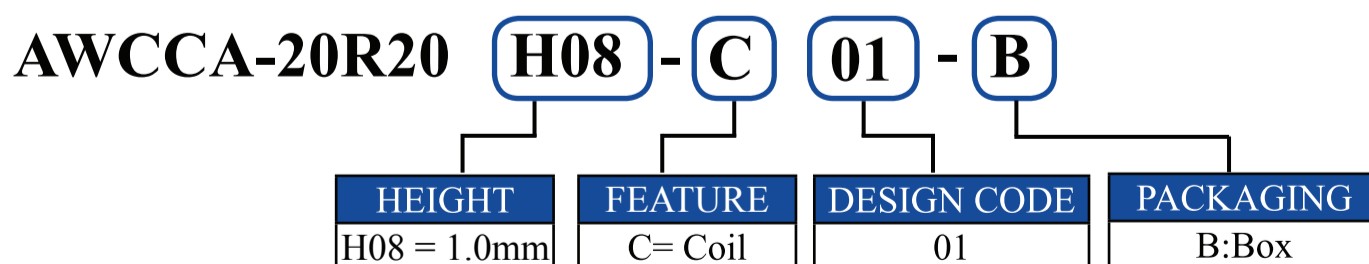 AWCCA-20R20 H08 - C 01 - B
HEIGHT FEATURE DESIGN CODE PACKAGING
H08 = 1.0mm C= Coil 01 B:Box